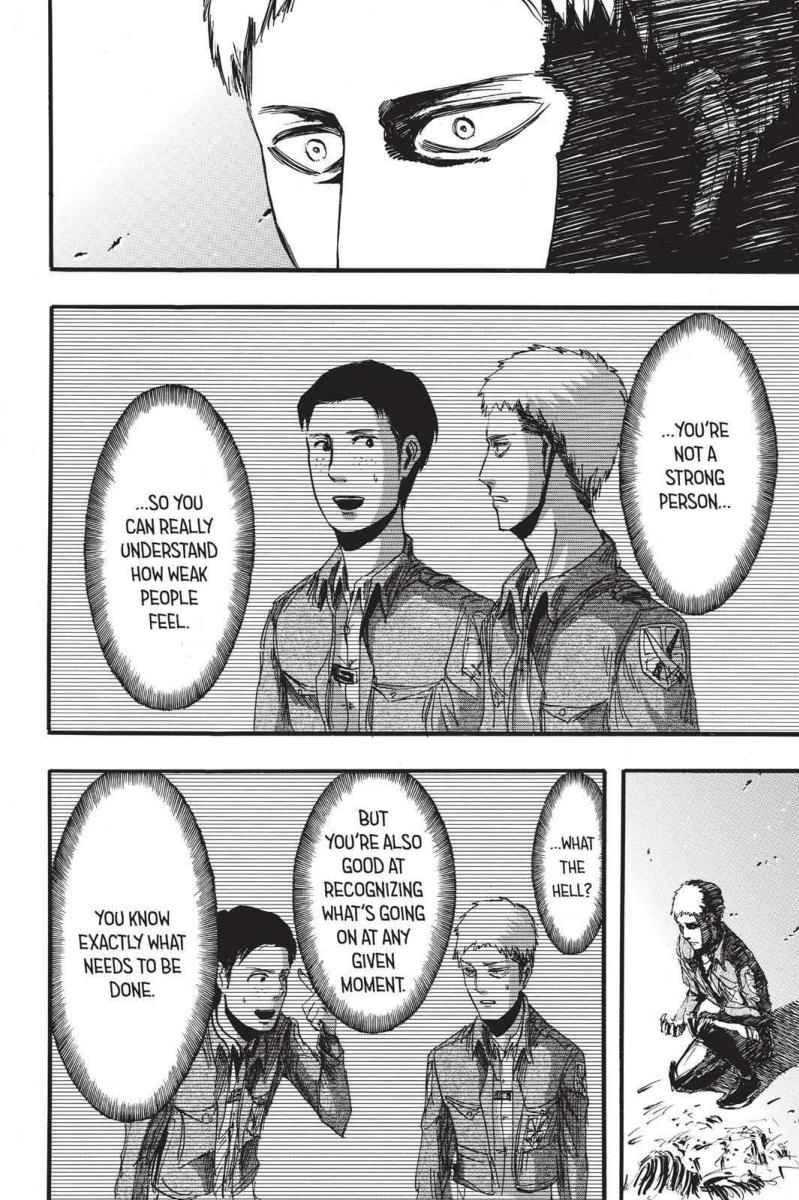 ...YOU'RE
NOT A
STRONG
PERSON...
...SO YOU
CAN REALLY
UNDERSTAND
HOW WEAK
PEOPLE
FEEL.
...WHAT
THE
HELL?
BUT
YOU'RE ALSO
GOOD AT
RECOGNIZING
WHAT'S GOING
ON AT ANY
GIVEN
MOMENT.
YOU KNOW
EXACTLY WHAT
NEEDS TO BE
DONE.